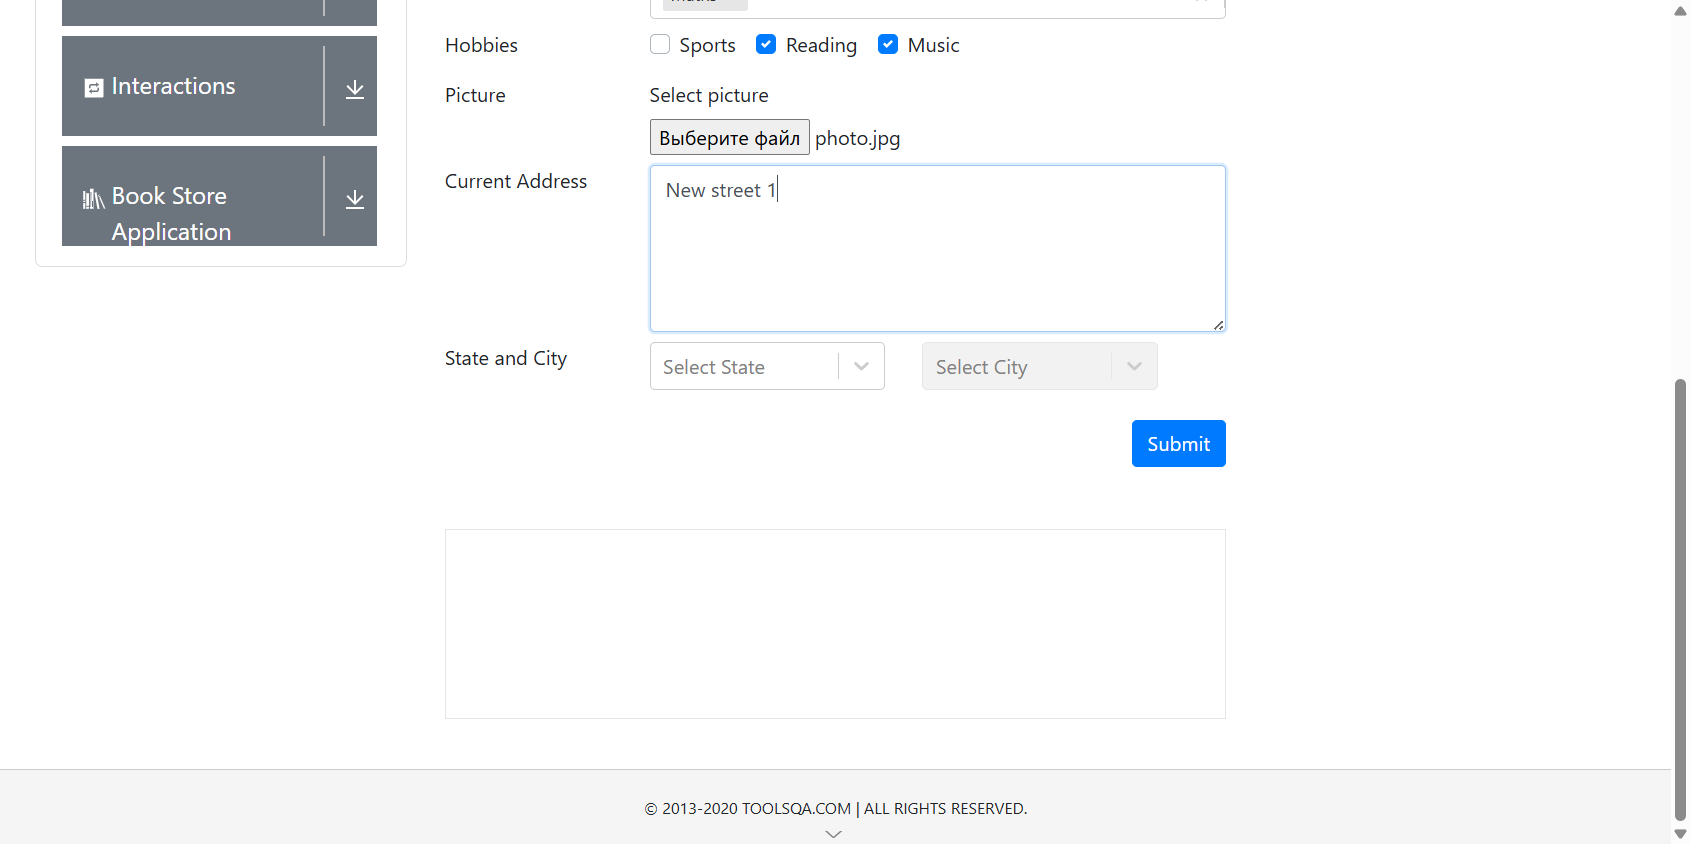 Interactions
Book Store
Application
Hobbies
Sports
Reading
Music
Picture
Select picture
Выберите файл photo.jpg
Current Address
New street 1
State and City
Select State
Select City
Submit
© 2013-2020 TOOLSQA.COM | ALL RIGHTS RESERVED.